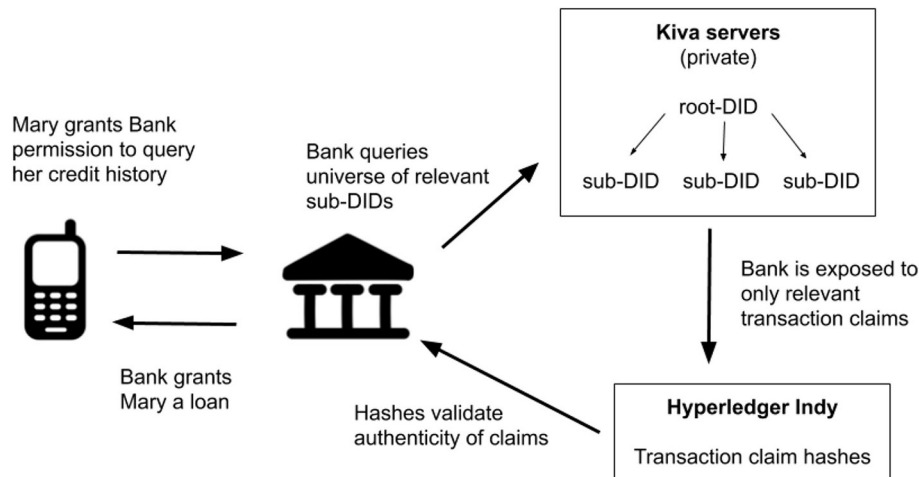 Kiva servers
(private)
root-DID
sub-DID sub-DID sub-DID
Mary grants Bank
permission to query
her credit history
Bank queries
universe of relevant
sub-DIDs
Bank is exposed to
only relevant
transaction claims
Bank grants
Mary a loan
Hashes validate
authenticity of claims
Hyperledger Indy
Transaction claim hashes